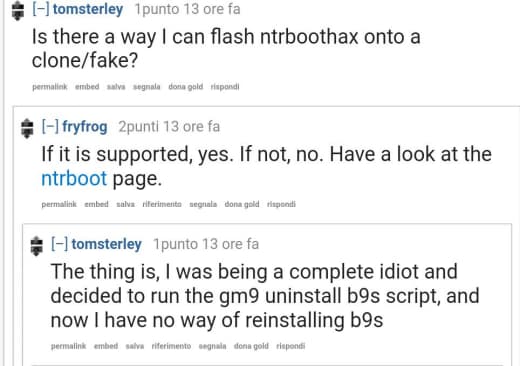 [–] tomsterley 1punto 13 ore fa
Is there a way I can flash ntrboothax onto a
clone/fake?
permalink embed salva segnala dona gold rispondi
[–] fryfrog 2punti 13 ore fa
If it is supported, yes. If not, no. Have a look at the
ntrboot page.
permalink embed salva riferimento segnala dona gold rispondi
[–] tomsterley 1punto 13 ore fa
The thing is, I was being a complete idiot and
decided to run the gm9 uninstall b9s script, and
now I have no way of reinstalling b9s
permalink embed salva riferimento segnala dona gold rispondi